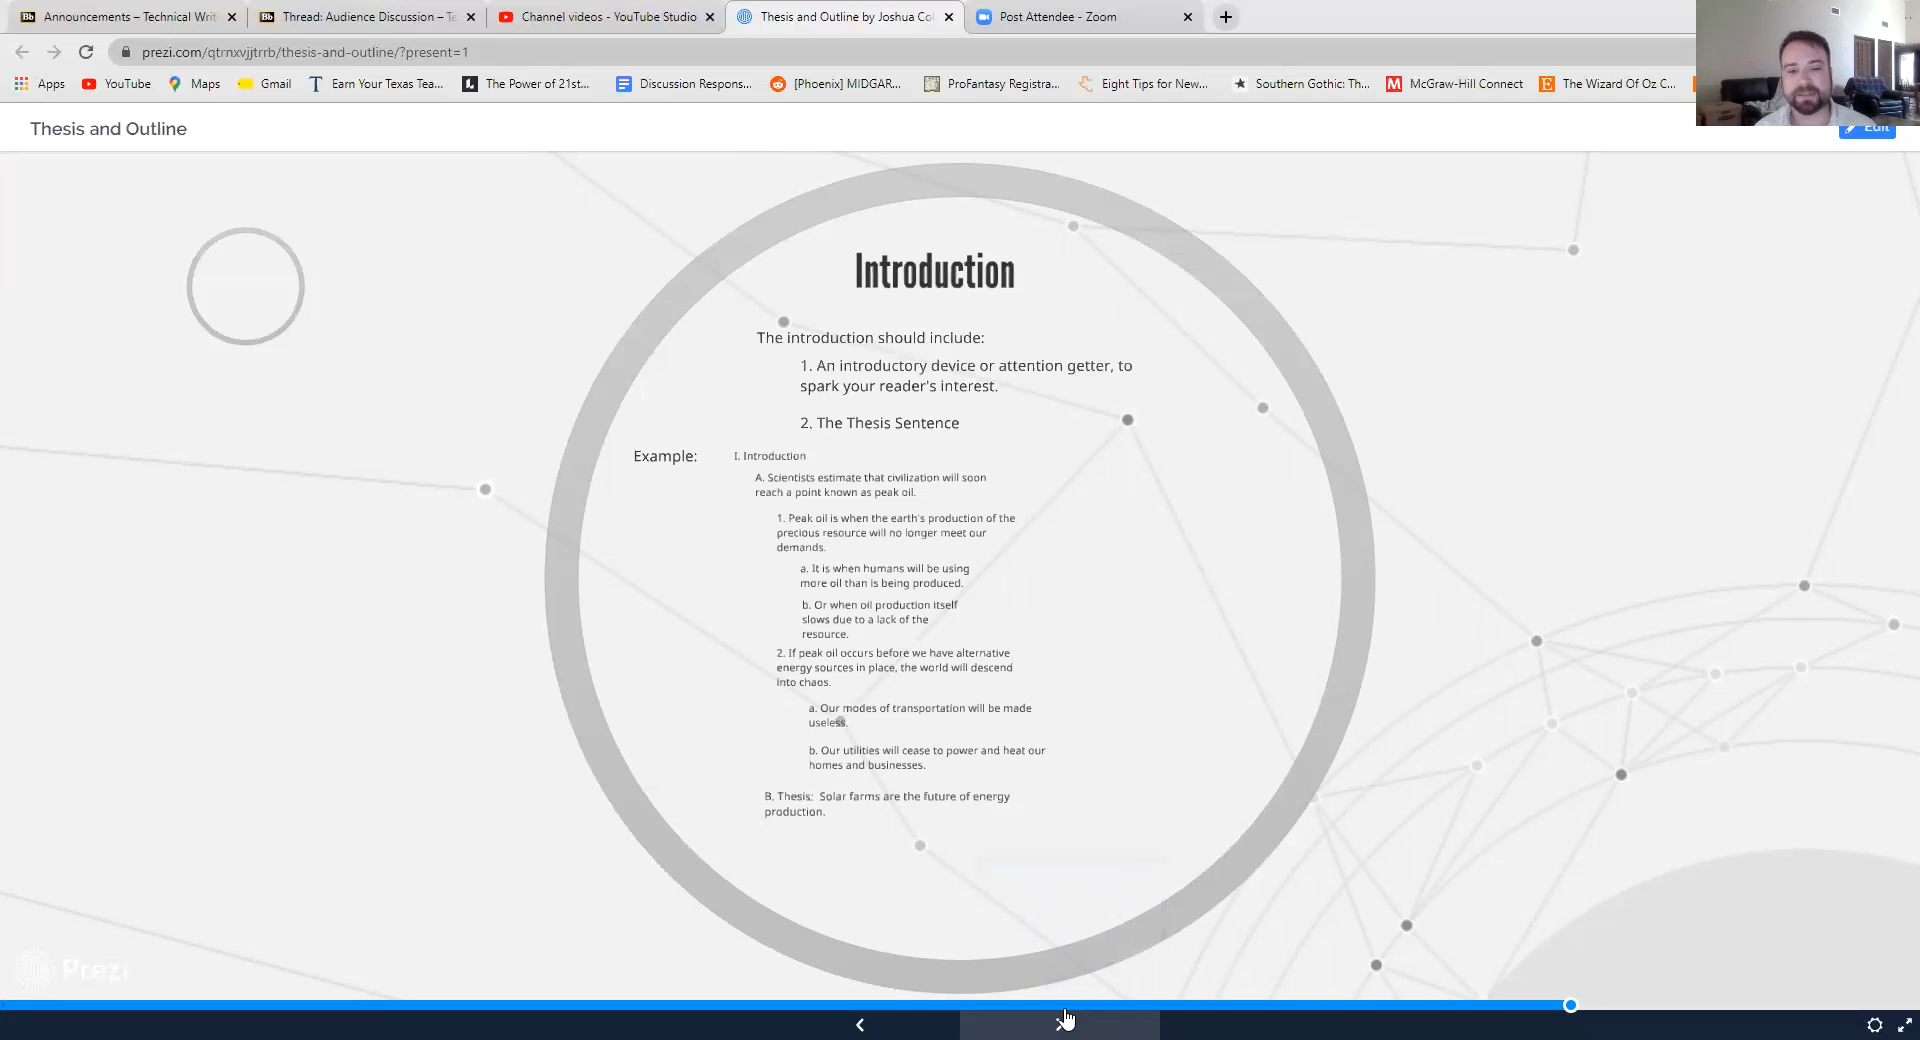 Announcements – Technical Writ
Thread: Audience Discussion – Te
Channel videos - YouTube Studio
Thesis and Outline by Joshua Co
Post Attendee - Zoom
prezi.com/qtrnxvjjtrrb/thesis-and-outline/?present=1
Apps
YouTube
Maps
Gmail
Earn Your Texas Tea...
The Power of 21st...
Discussion Respons...
[Phoenix] MIDGAR...
ProFantasy Registra...
Eight Tips for New...
Southern Gothic: Th...
McGraw-Hill Connect
The Wizard Of Oz C...
Thesis and Outline
Edit
Introduction
The introduction should include:
1. An introductory device or attention getter, to
spark your reader's interest.
2. The Thesis Sentence
Example:
I. Introduction
A. Scientists estimate that civilization will soon
reach a point known as peak oil.
1. Peak oil is when the earth's production of the
precious resource will no longer meet our
demands.
a. It is when humans will be using
more oil than is being produced.
b. Or when oil production itself
slows due to a lack of the
resource.
2. If peak oil occurs before we have alternative
energy sources in place, the world will descend
into chaos.
a. Our modes of transportation will be made
useless.
b. Our utilities will cease to power and heat our
homes and businesses.
B. Thesis: Solar farms are the future of energy
production.
Prezi